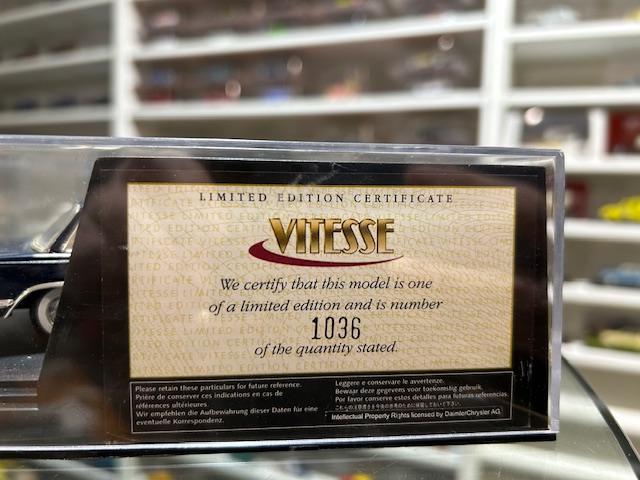 LIMITED EDITION CERTIFICATE
VITESSE
We certify that this model is one
of a limited edition and is number
1036
of the quantity stated.
Please retain these particulars for future reference.
Prière de conserver ces indications en cas de
références ultérieures.
Wir empfehlen die Aufbewahrung dieser Daten für eine
eventuelle Korrespondenz.
Leggere e conservare le avvertenze.
Bewaar deze gegevens voor toekomstig gebruik.
Por favor conserve estes detalles para futuras referencias.
Intellectual Property Rights licensed by DaimlerChrysler AG.